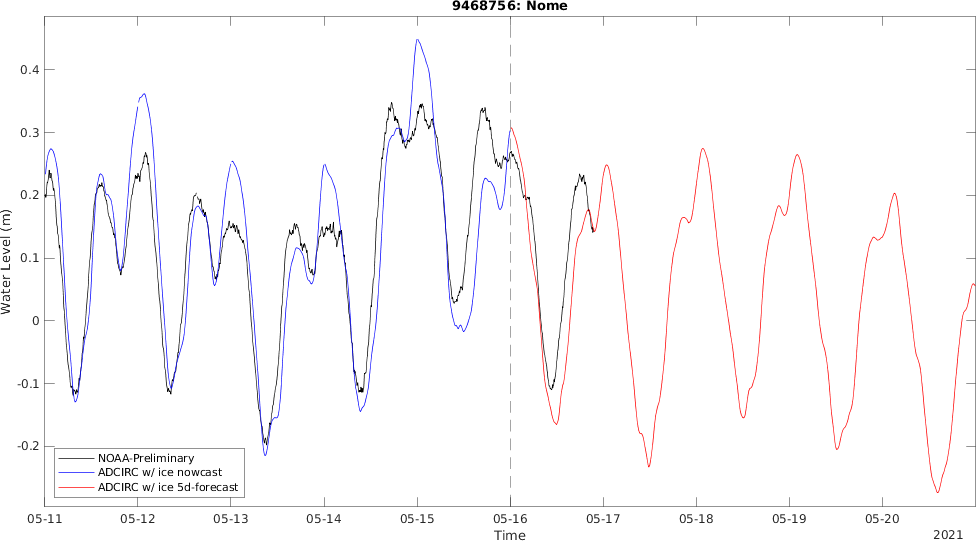 9468756: Nome
Water Level (m)
0.4
0.3
0.2
0.1
0
-0.1
-0.2
NOAA-Preliminary
ADCIRC w/ ice nowcast
ADCIRC w/ ice 5d-forecast
05-11 05-12 05-13 05-14 05-15 05-16 05-17 05-18 05-19 05-20
Time
2021